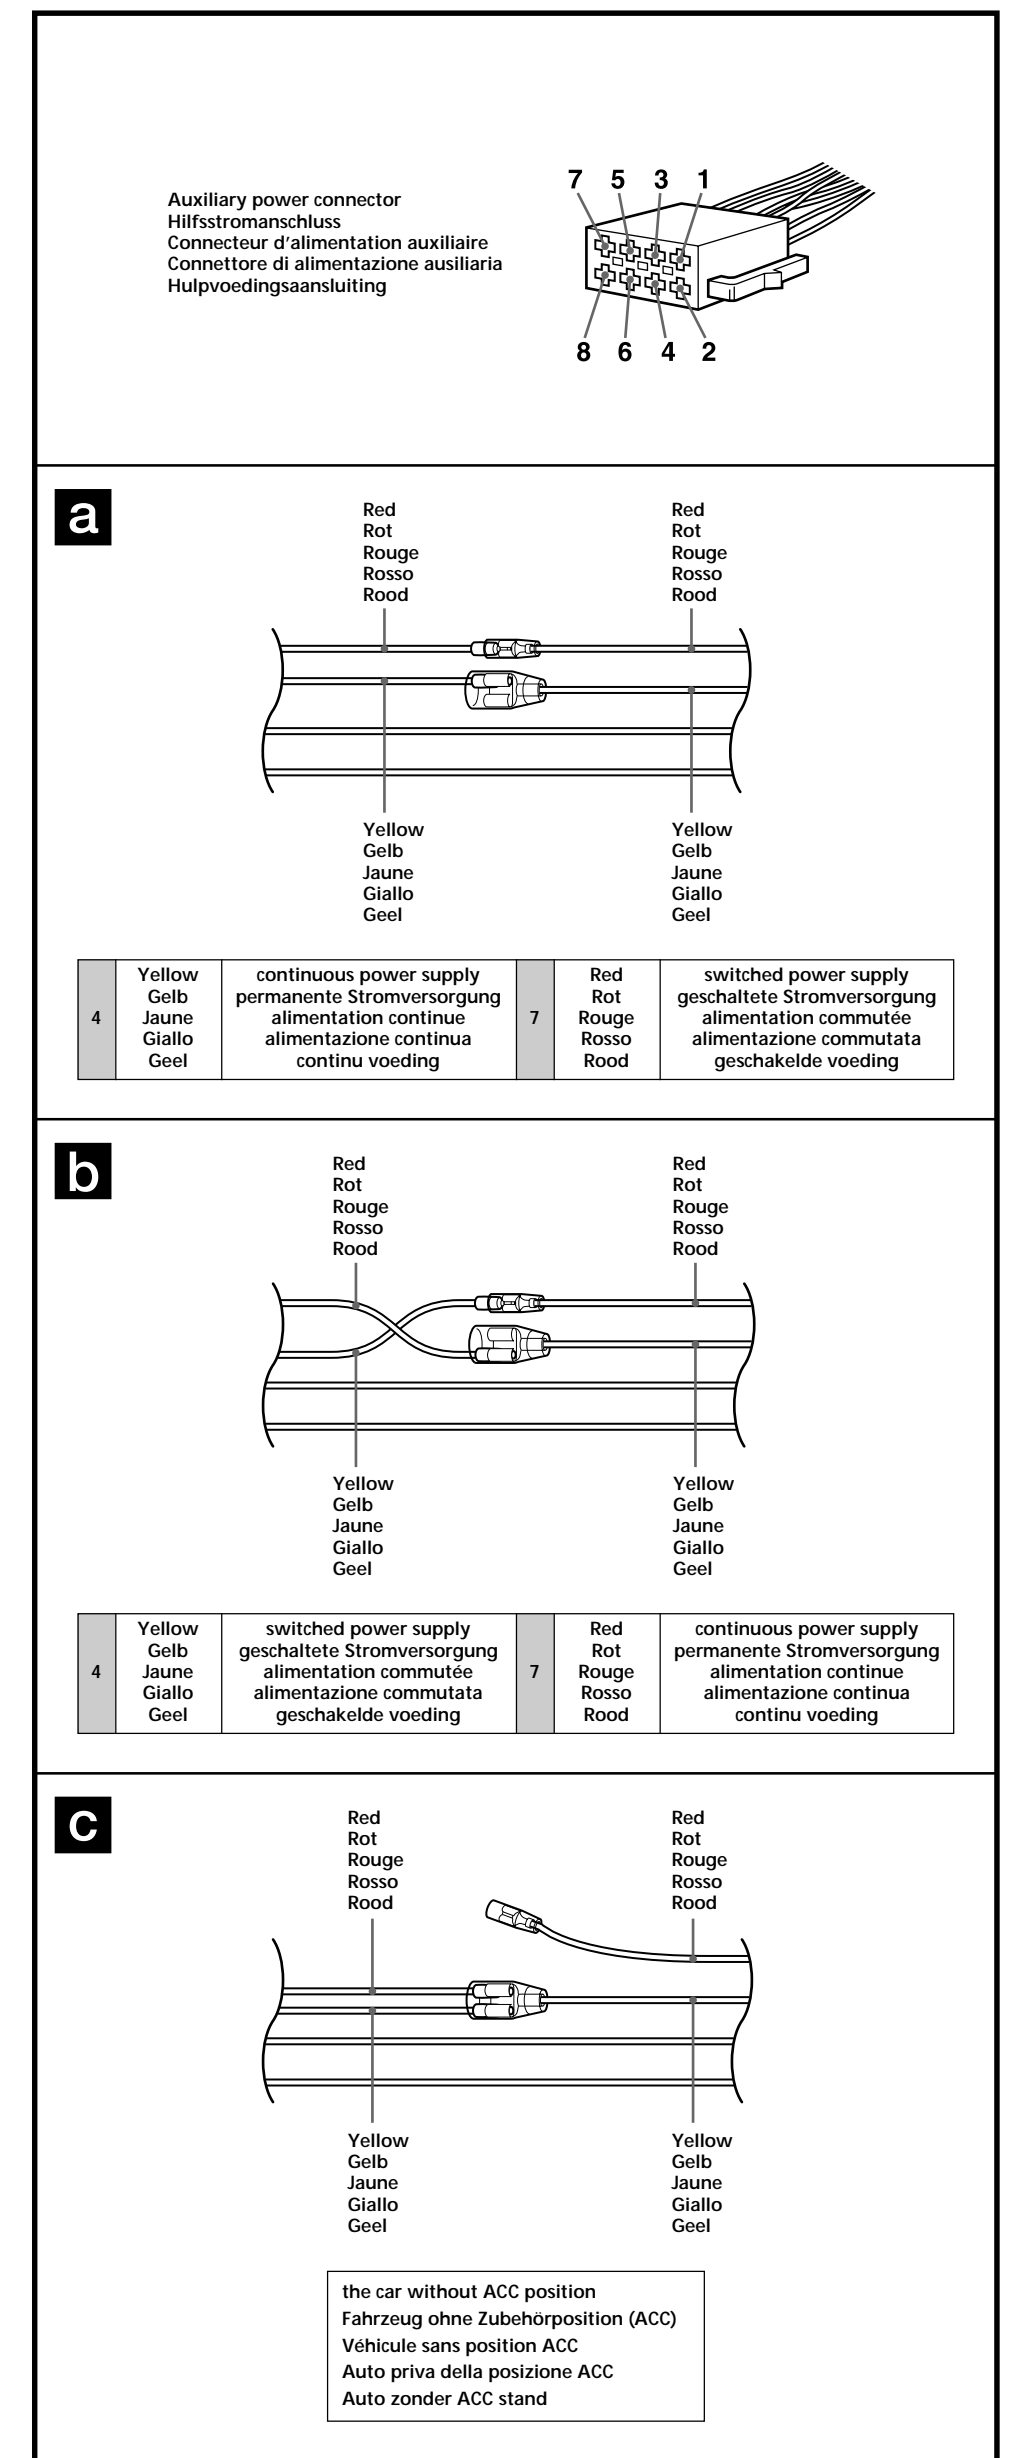 7 5 3 1
Auxiliary power connector
Hilfsstromanschluss
Connecteur d'alimentation auxiliaire
Connettore di alimentazione ausiliaria
Hulpvoedingsaansluiting
8 6 4 2
a
Red
Rot
Rouge
Rosso
Rood
Red
Rot
Rouge
Rosso
Rood
Yellow
Gelb
Jaune
Giallo
Geel
Yellow
Gelb
Jaune
Giallo
Geel
4
Yellow
Gelb
Jaune
Giallo
Geel
continuous power supply
permanente Stromversorgung
alimentation continue
alimentazione continua
continu voeding
7
Red
Rot
Rouge
Rosso
Rood
switched power supply
geschaltete Stromversorgung
alimentation commutée
alimentazione commutata
geschakelde voeding
b
Red
Rot
Rouge
Rosso
Rood
Red
Rot
Rouge
Rosso
Rood
Yellow
Gelb
Jaune
Giallo
Geel
Yellow
Gelb
Jaune
Giallo
Geel
4
Yellow
Gelb
Jaune
Giallo
Geel
switched power supply
geschaltete Stromversorgung
alimentation commutée
alimentazione commutata
geschakelde voeding
7
Red
Rot
Rouge
Rosso
Rood
continuous power supply
permanente Stromversorgung
alimentation continue
alimentazione continua
continu voeding
c
Red
Rot
Rouge
Rosso
Rood
Red
Rot
Rouge
Rosso
Rood
Yellow
Gelb
Jaune
Giallo
Geel
Yellow
Gelb
Jaune
Giallo
Geel
the car without ACC position
Fahrzeug ohne Zubehörposition (ACC)
Véhicule sans position ACC
Auto priva della posizione ACC
Auto zonder ACC stand